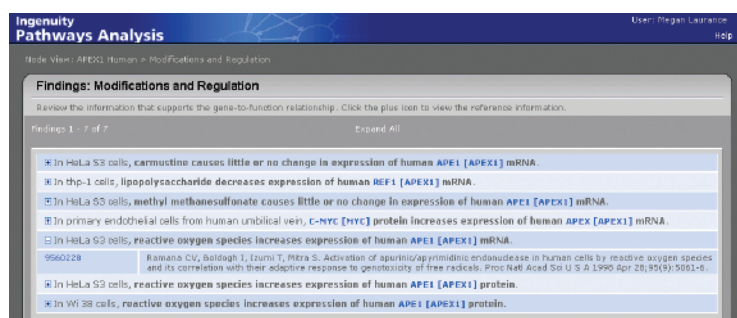 Ingenuity
Pathways Analysis
User: Megan Laurance
Help
Node View: APEX1 Human > Modifications and Regulation
Findings: Modifications and Regulation
Review the information that supports the gene-to-function relationship. Click the plus icon to view the reference information.
Findings 1 - 7 of 7
Expand All
In HeLa S3 cells, carmustine causes little or no change in expression of human APE1 [APEX1] mRNA.
In thp-1 cells, lipopolysaccharide decreases expression of human REF1 [APEX1] mRNA.
In HeLa S3 cells, methyl methanesulfonate causes little or no change in expression of human APE1 [APEX1] mRNA.
In primary endothelial cells from human umbilical vein, C-MYC [MYC] protein increases expression of human APEX [APEX1] mRNA.
In HeLa S3 cells, reactive oxygen species increases expression of human APE1 [APEX1] mRNA.
9560228
Ramana CV, Boldogh I, Izumi T, Mitra S. Activation of apurinic/apyrimidinic endonuclease in human cells by reactive oxygen species
and its correlation with their adaptive response to genotoxicity of free radicals. Proc Natl Acad Sci U S A 1998 Apr 28;95(9):5061-6.
In HeLa S3 cells, reactive oxygen species increases expression of human APE1 [APEX1] protein.
In Wi 38 cells, reactive oxygen species increases expression of human APE1 [APEX1] protein.